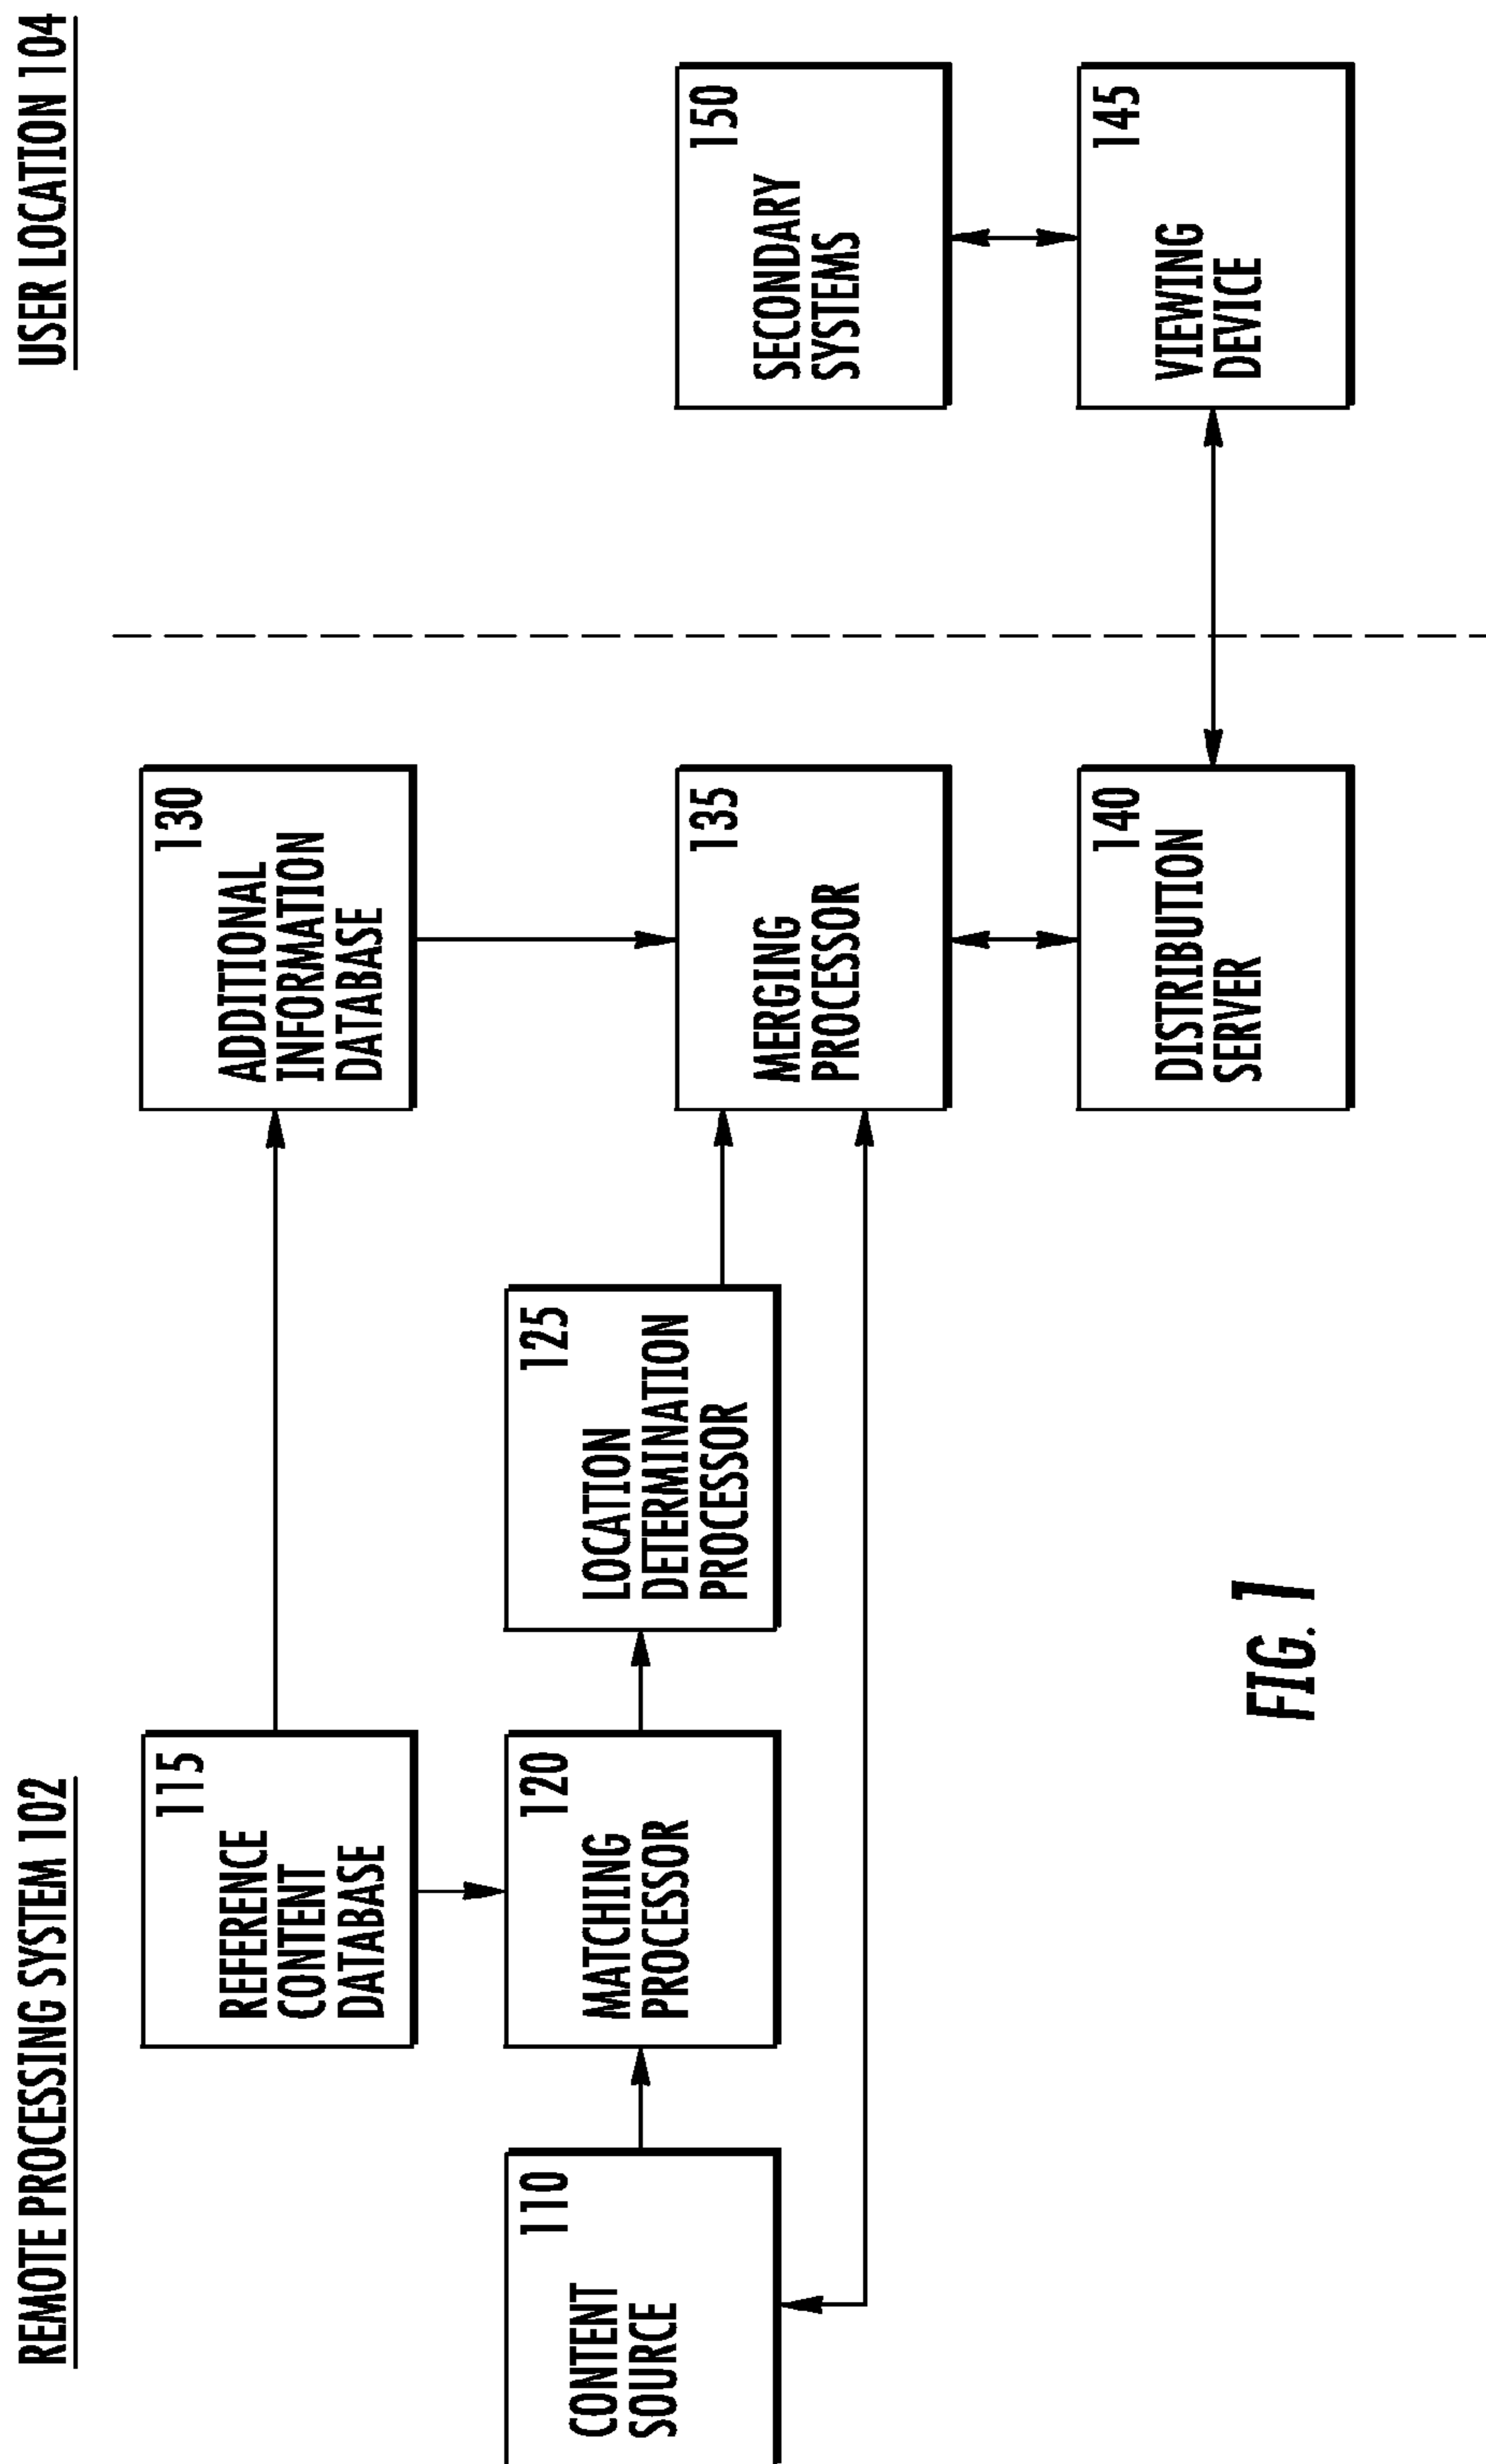 REMOTE PROCESSING SYSTEM 102
USER LOCATION 104
115
REFERENCE
CONTENT
DATABASE
130
ADDITIONAL
INFORMATION
DATABASE
110
CONTENT
SOURCE
120
MATCHING
PROCESSOR
125
LOCATION
DETERMINATION
PROCESSOR
135
MERGING
PROCESSOR
150
SECONDARY
SYSTEMS
140
DISTRIBUTION
SERVER
145
VIEWING
DEVICE
FIG. 1